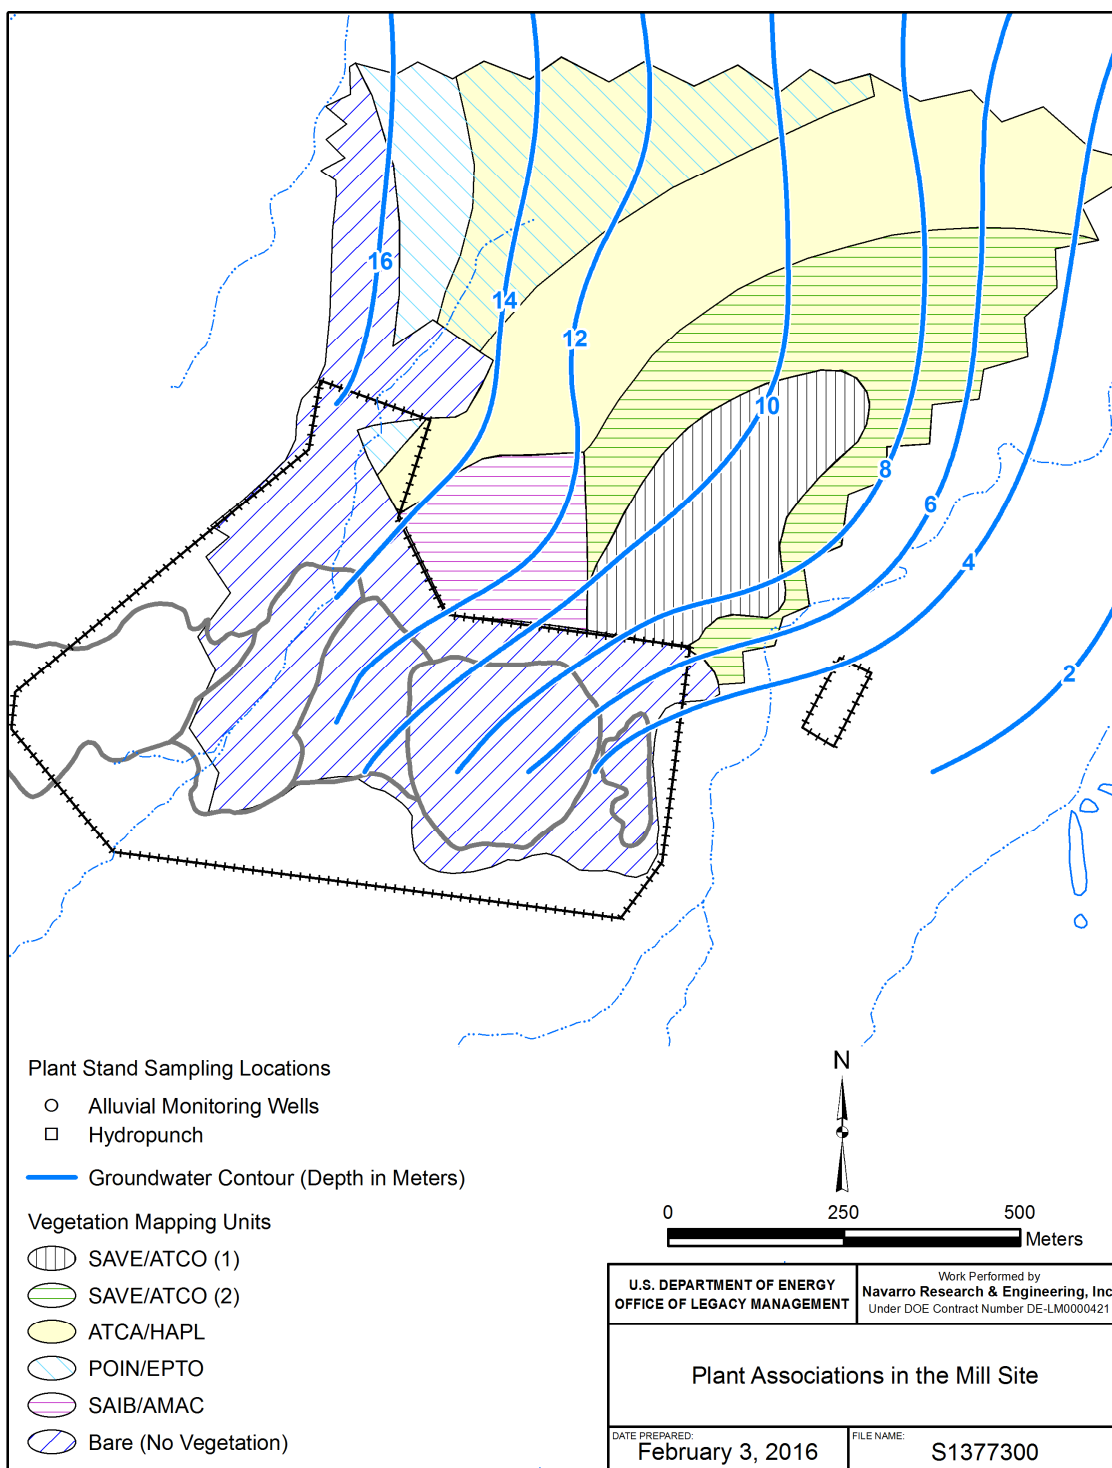 16
14
12
10
8
6
4
2
Plant Stand Sampling Locations
Alluvial Monitoring Wells
Hydropunch
Groundwater Contour (Depth in Meters)
Vegetation Mapping Units
SAVE/ATCO (1)
SAVE/ATCO (2)
ATCA/HAPL
POIN/EPTO
SAIB/AMAC
Bare (No Vegetation)
N
0 250 500
Meters
U.S. DEPARTMENT OF ENERGY
OFFICE OF LEGACY MANAGEMENT
Work Performed by
Navarro Research & Engineering, Inc
Under DOE Contract Number DE-LM0000421
Plant Associations in the Mill Site
DATE PREPARED:
February 3, 2016
FILE NAME:
S1377300